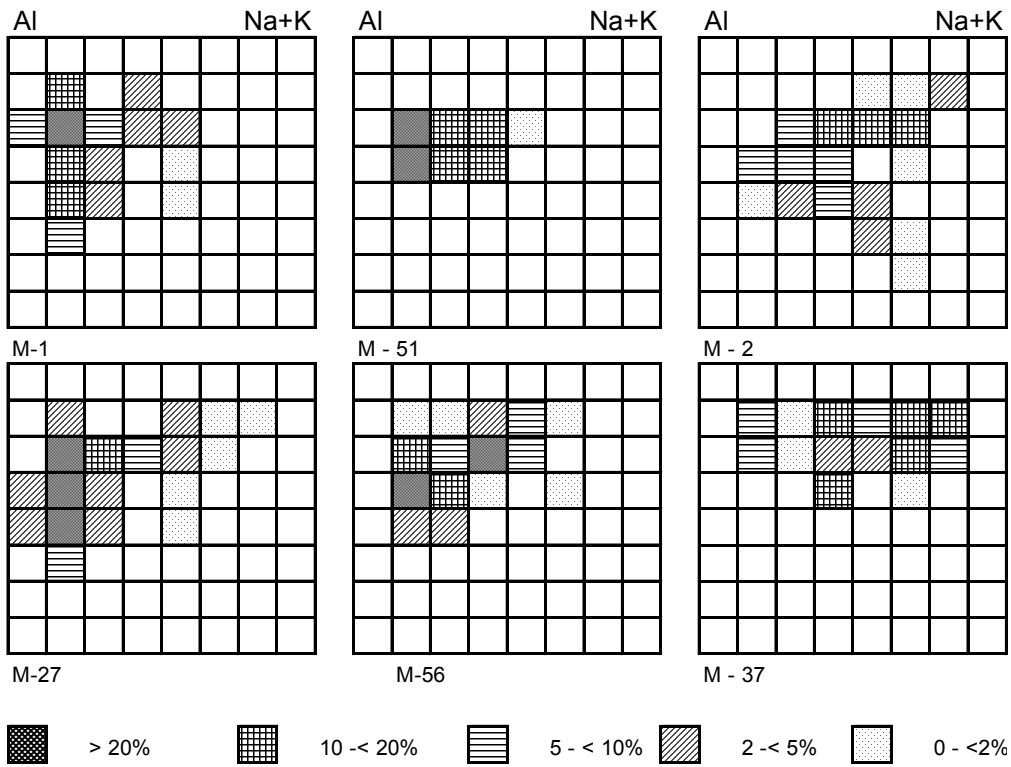 Al Na+K Al Na+K Al Na+K
M-1 M - 51 M - 2
M-27 M-56 M - 37
> 20% 10 -< 20% 5 - < 10% 2 -< 5% 0 - <2%